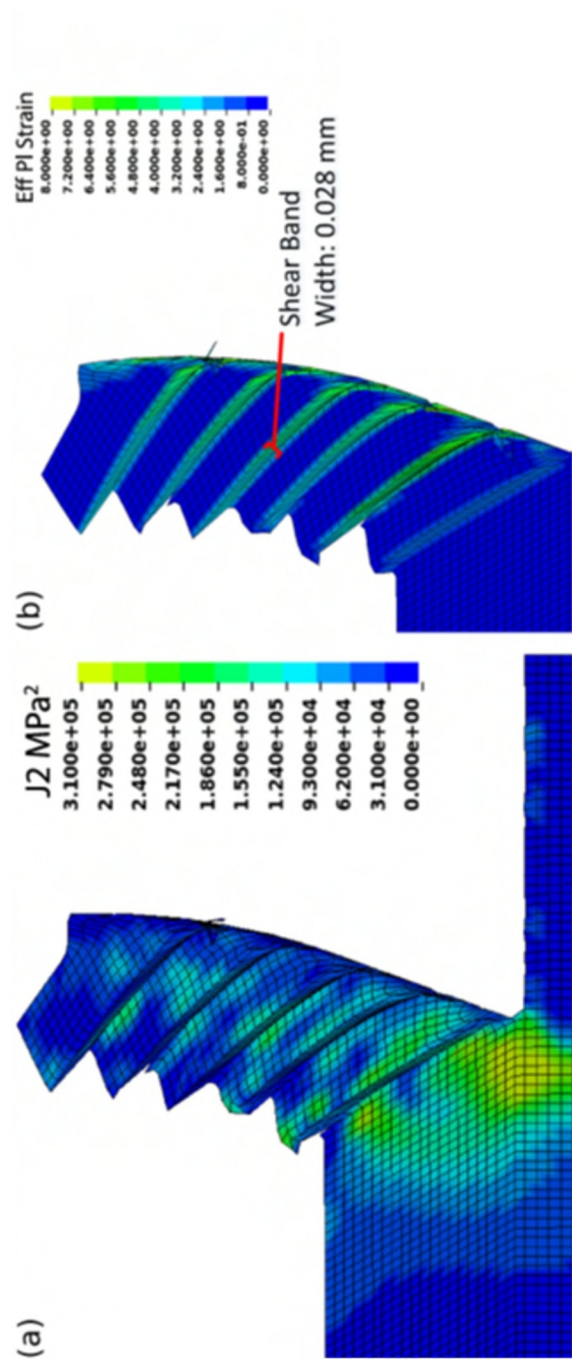 (a)
J2 MPa²
3.100e+05
2.790e+05
2.480e+05
2.170e+05
1.860e+05
1.550e+05
1.240e+05
9.300e+04
6.200e+04
3.100e+04
0.000e+00
(b)
Eff Pl Strain
8.000e+00
7.200e+00
6.400e+00
5.600e+00
4.800e+00
4.000e+00
3.200e+00
2.400e+00
1.600e+00
8.000e-01
0.000e+00
Shear Band
Width: 0.028 mm